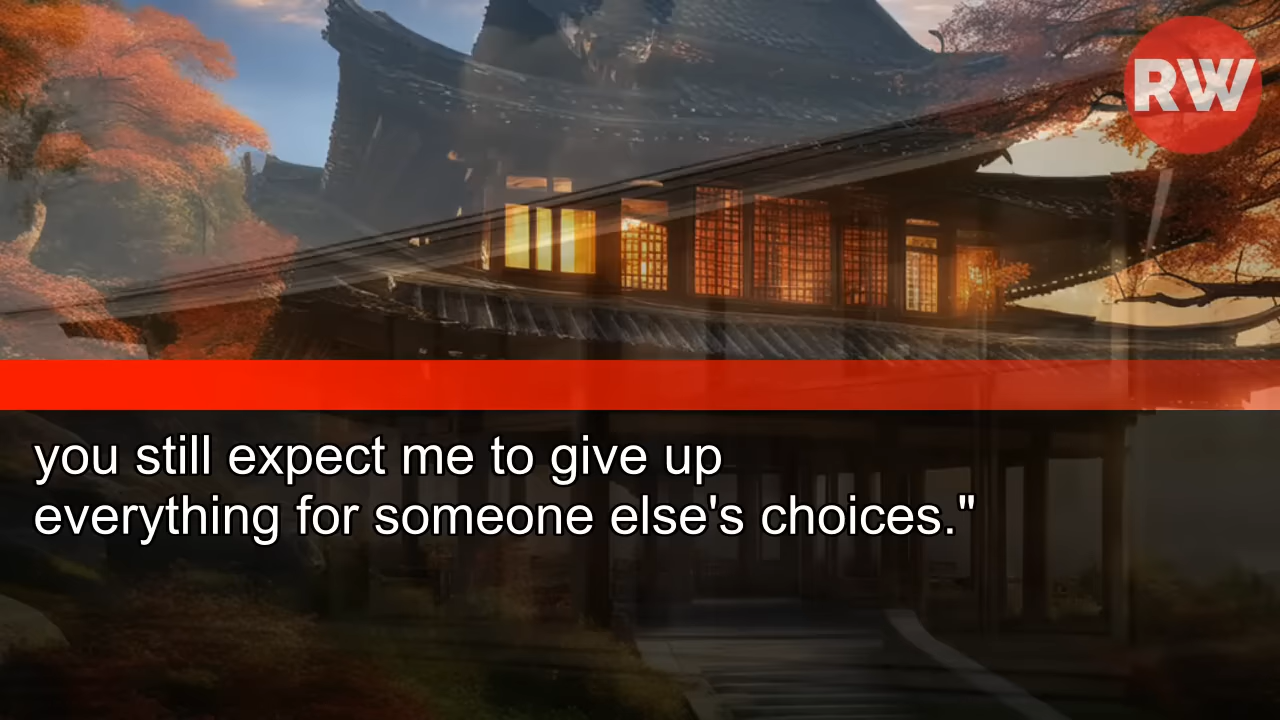 RW
you still expect me to give up
everything for someone else's choices."